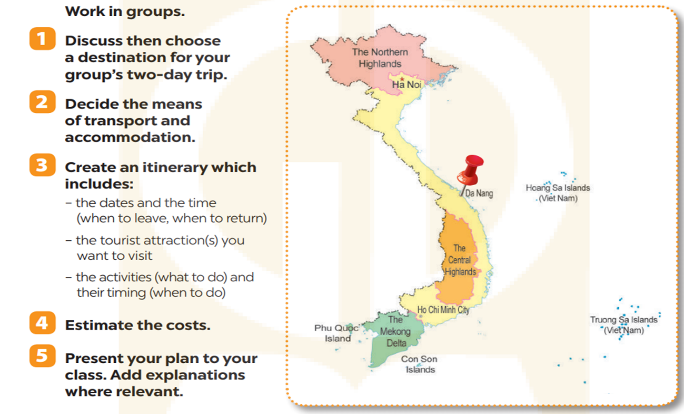 Work in groups.
1 Discuss then choose
a destination for your
group's two-day trip.
2 Decide the means
of transport and
accommodation.
3 Create an itinerary which
includes:
– the dates and the time
(when to leave, when to return)
– the tourist attraction(s) you
want to visit
– the activities (what to do) and
their timing (when to do)
4 Estimate the costs.
5 Present your plan to your
class. Add explanations
where relevant.
The Northern
Highlands
Ha Noi
Da Nang
Hoang Sa Islands
(Viet Nam)
The
Central
Highlands
Ho Chi Minh City
Phu Quoc
Island
The
Mekong
Delta
Con Son
Islands
Truong Sa Islands
(Viet Nam)